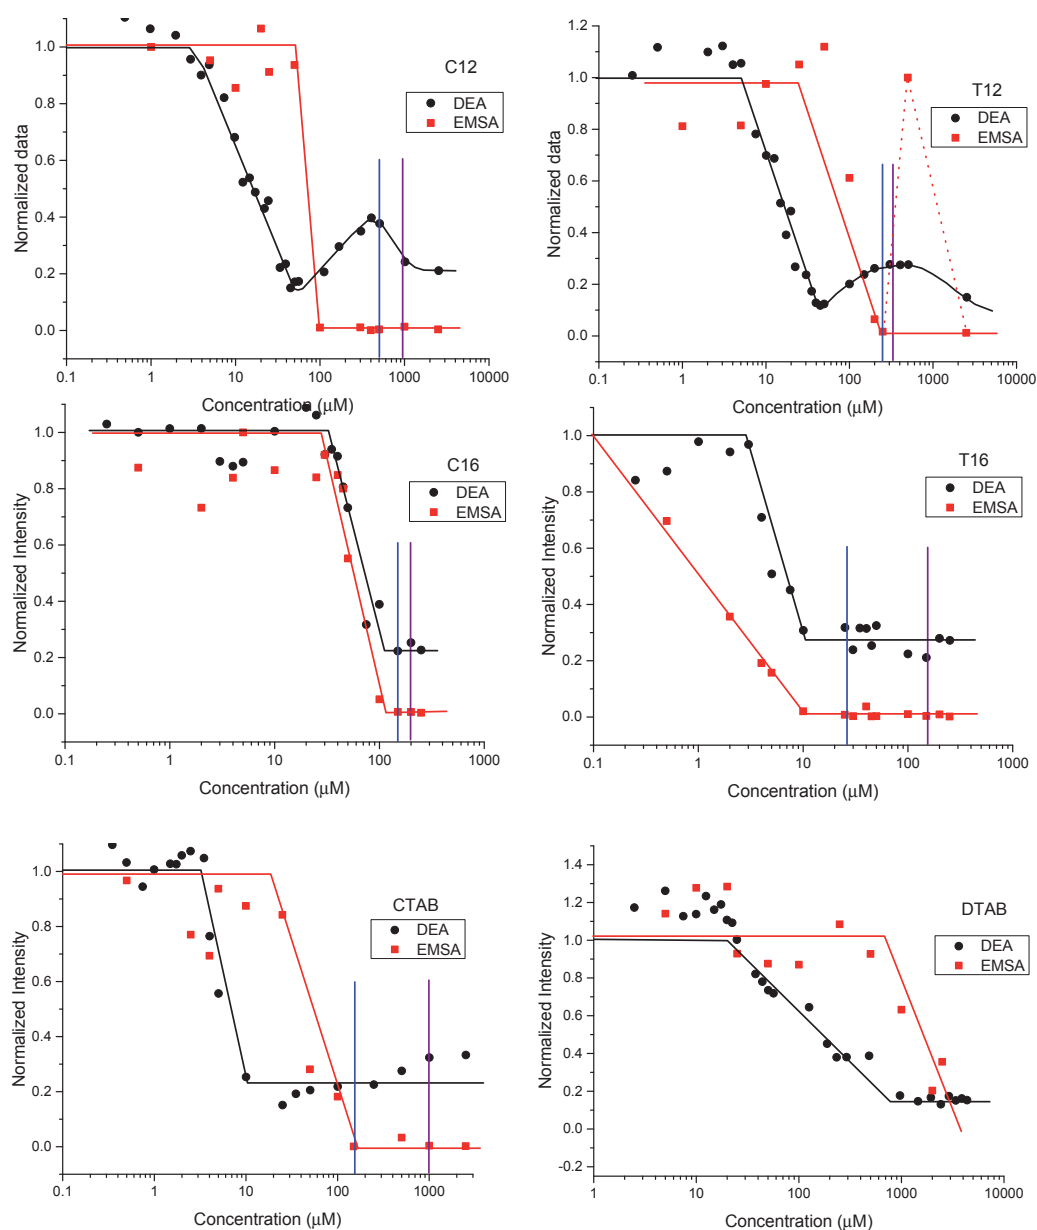 C12
DEA
EMSA
Normalized data
1.0
0.8
0.6
0.4
0.2
0.0
0.1 1 10 100 1000 10000
Concentration (μM)
T12
DEA
EMSA
Normalized data
1.2
1.0
0.8
0.6
0.4
0.2
0.0
0.1 1 10 100 1000 10000
Concentration (μM)
C16
DEA
EMSA
Normalized Intensity
1.0
0.8
0.6
0.4
0.2
0.0
0.1 1 10 100 1000
Concentration (μM)
T16
DEA
EMSA
Normalized Intensity
1.0
0.8
0.6
0.4
0.2
0.0
0.1 1 10 100 1000
Concentration (μM)
CTAB
DEA
EMSA
Normalized Intensity
1.0
0.8
0.6
0.4
0.2
0.0
0.1 1 10 100 1000
Concentration (μM)
DTAB
DEA
EMSA
Normalized Intensity
1.4
1.2
1.0
0.8
0.6
0.4
0.2
0.0
-0.2
1 10 100 1000 10000
Concentration (μM)